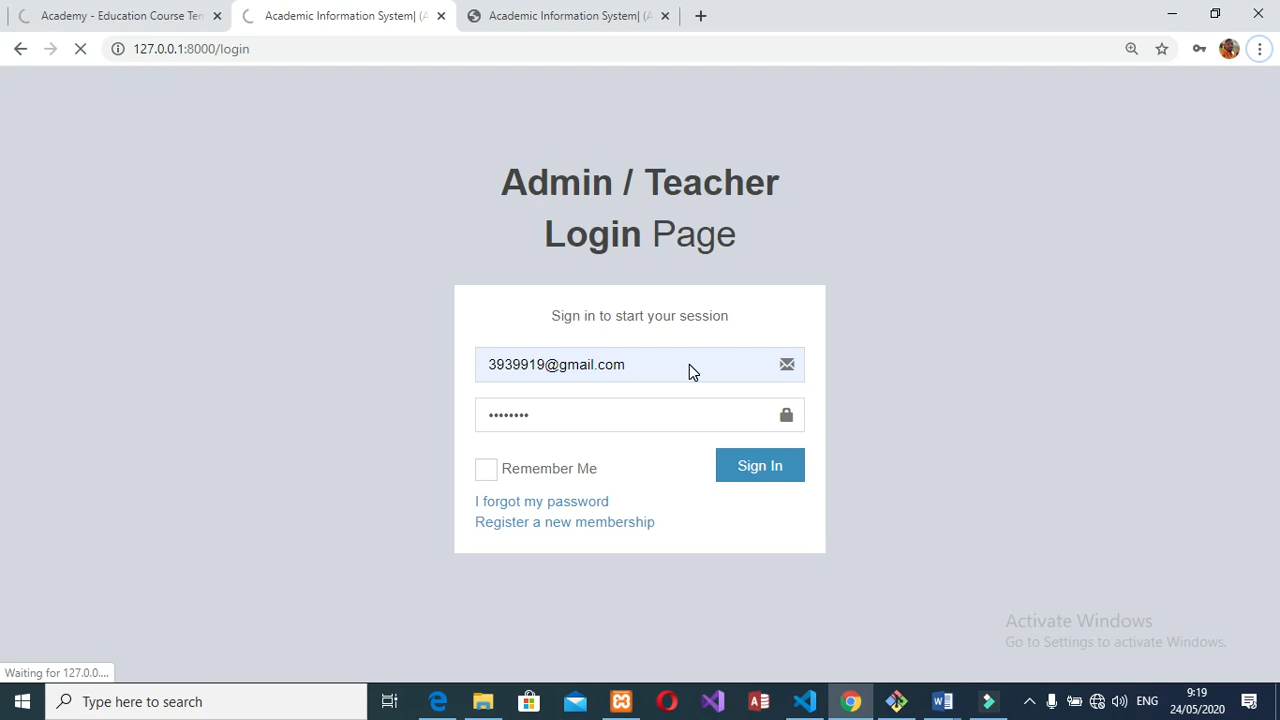 Academy - Education Course Ten
Academic Information System| (A
Academic Information System| (A
127.0.0.1:8000/login
Admin / Teacher
Login Page
Sign in to start your session
3939919@gmail.com
••••••••
Remember Me
Sign In
I forgot my password
Register a new membership
Activate Windows
Go to Settings to activate Windows.
Waiting for 127.0.0....
Type here to search
ENG
9:19
24/05/2020